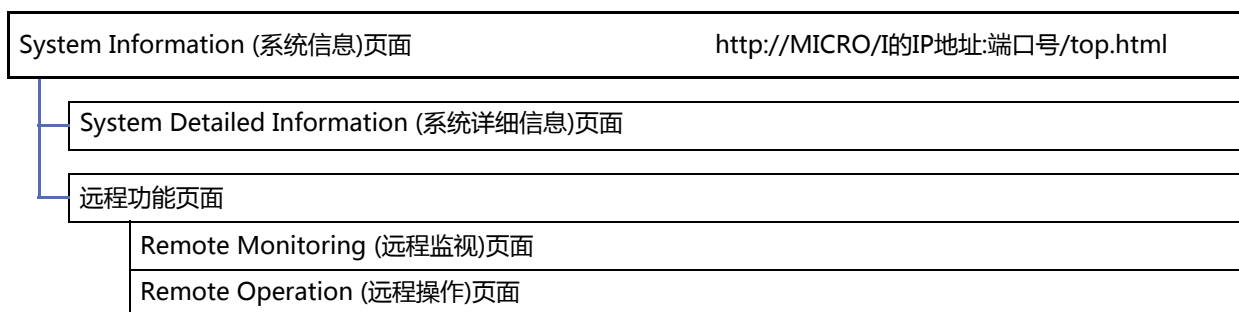 System Information (系统信息)页面 http://MICRO/I的IP地址:端口号/top.html
System Detailed Information (系统详细信息)页面
远程功能页面
Remote Monitoring (远程监视)页面
Remote Operation (远程操作)页面